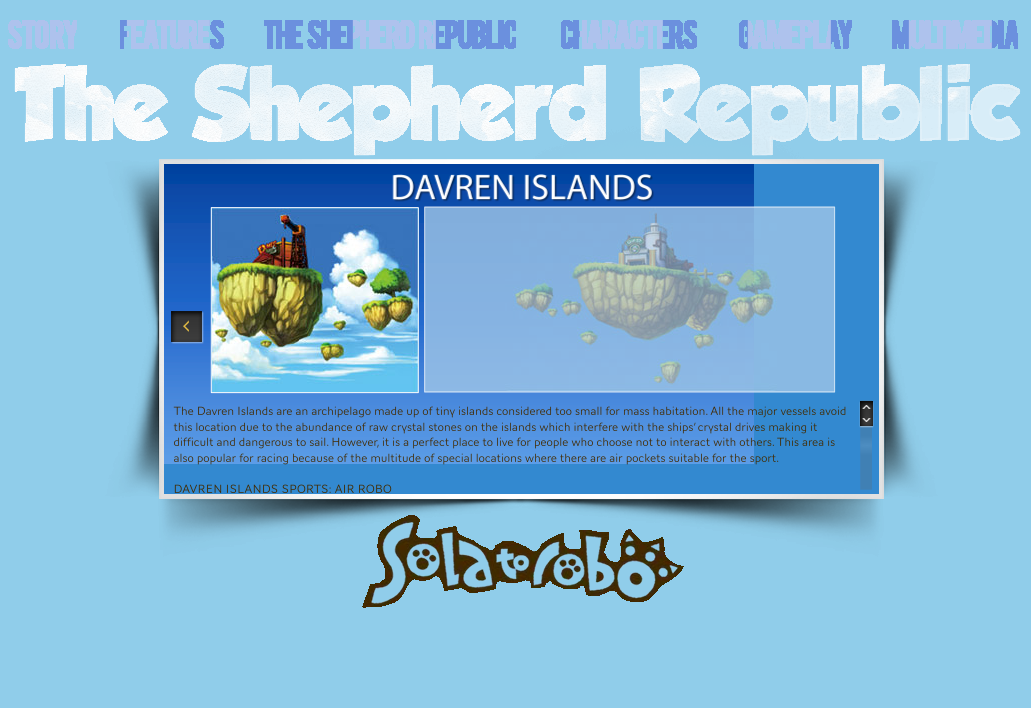 STORY FEATURES THE SHEPHERD REPUBLIC CHARACTERS GAMEPLAY MULTIMEDIA
The Shepherd Republic
DAVREN ISLANDS
The Davren Islands are an archipelago made up of tiny islands considered too small for mass habitation. All the major vessels avoid
this location due to the abundance of raw crystal stones on the islands which interfere with the ships' crystal drives making it
difficult and dangerous to sail. However, it is a perfect place to live for people who choose not to interact with others. This area is
also popular for racing because of the multitude of special locations where there are air pockets suitable for the sport.
DAVREN ISLANDS SPORTS: AIR ROBO
Solatorobo